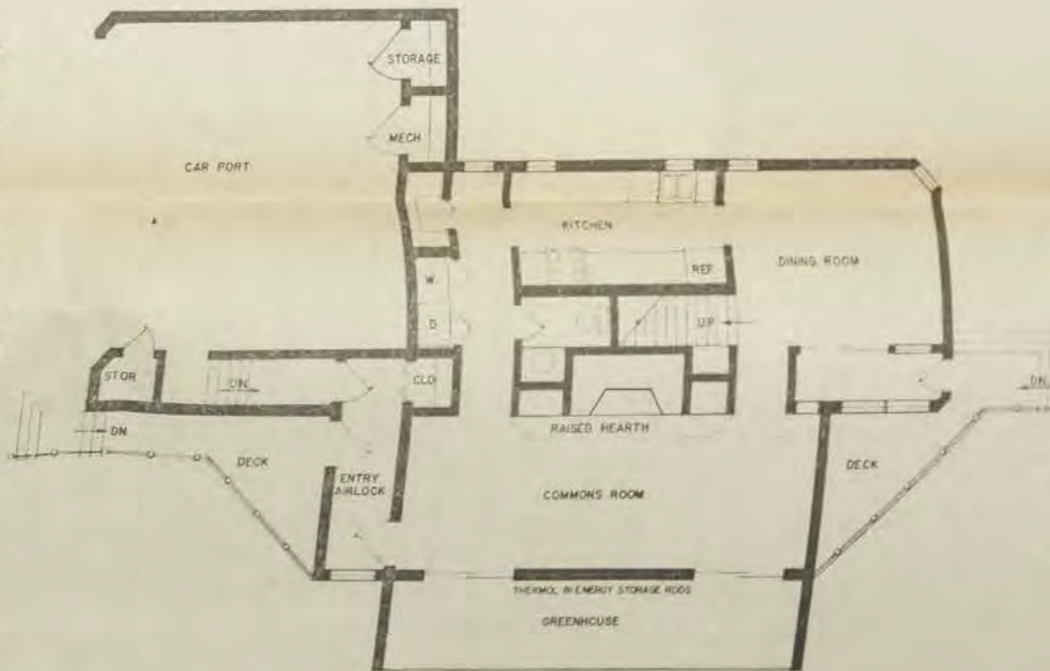 STORAGE
MECH
CAR PORT
KITCHEN
REF
DINING ROOM
W
D
UP
STOR
DN
CLO
DN
DN
RAISED HEARTH
DECK
ENTRY
AIRLOCK
COMMONS ROOM
DECK
THERMOL 81 ENERGY STORAGE RODS
GREENHOUSE